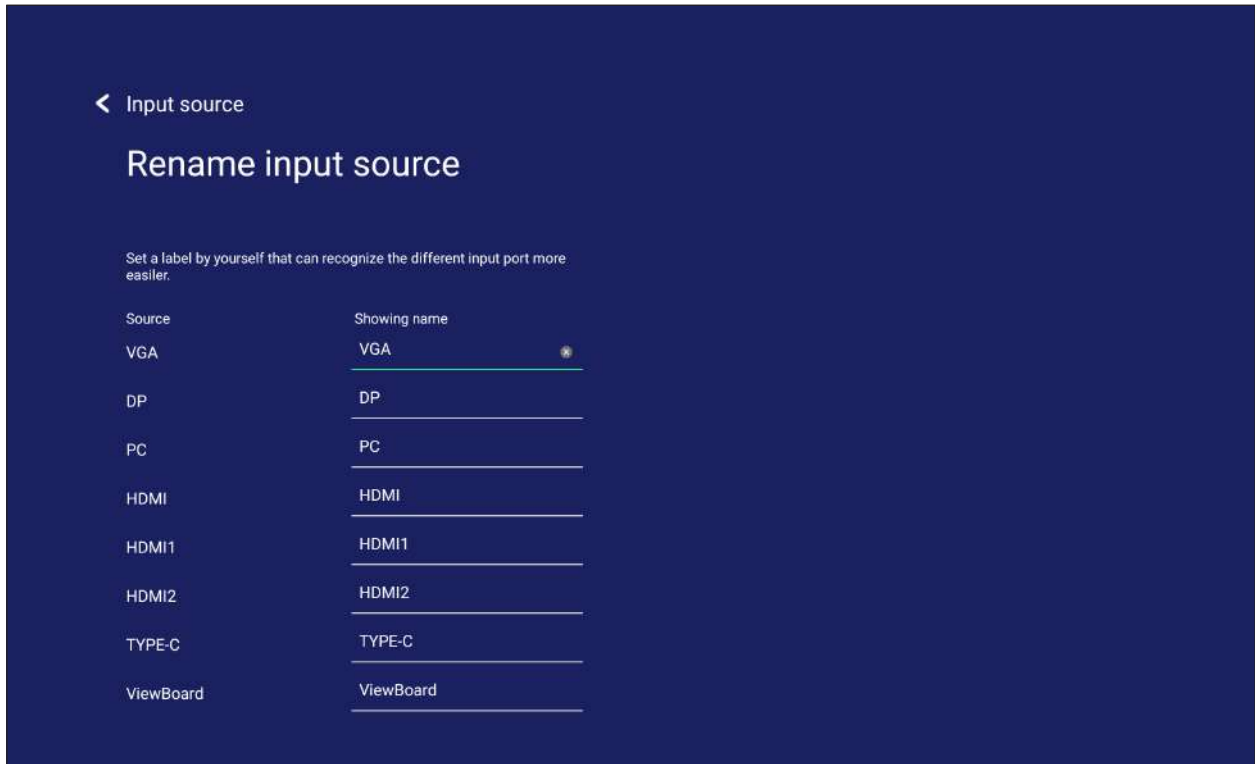 Input source
Rename input source
Set a label by yourself that can recognize the different input port more
easiler.
Source Showing name
VGA VGA
DP DP
PC PC
HDMI HDMI
HDMI1 HDMI1
HDMI2 HDMI2
TYPE-C TYPE-C
ViewBoard ViewBoard